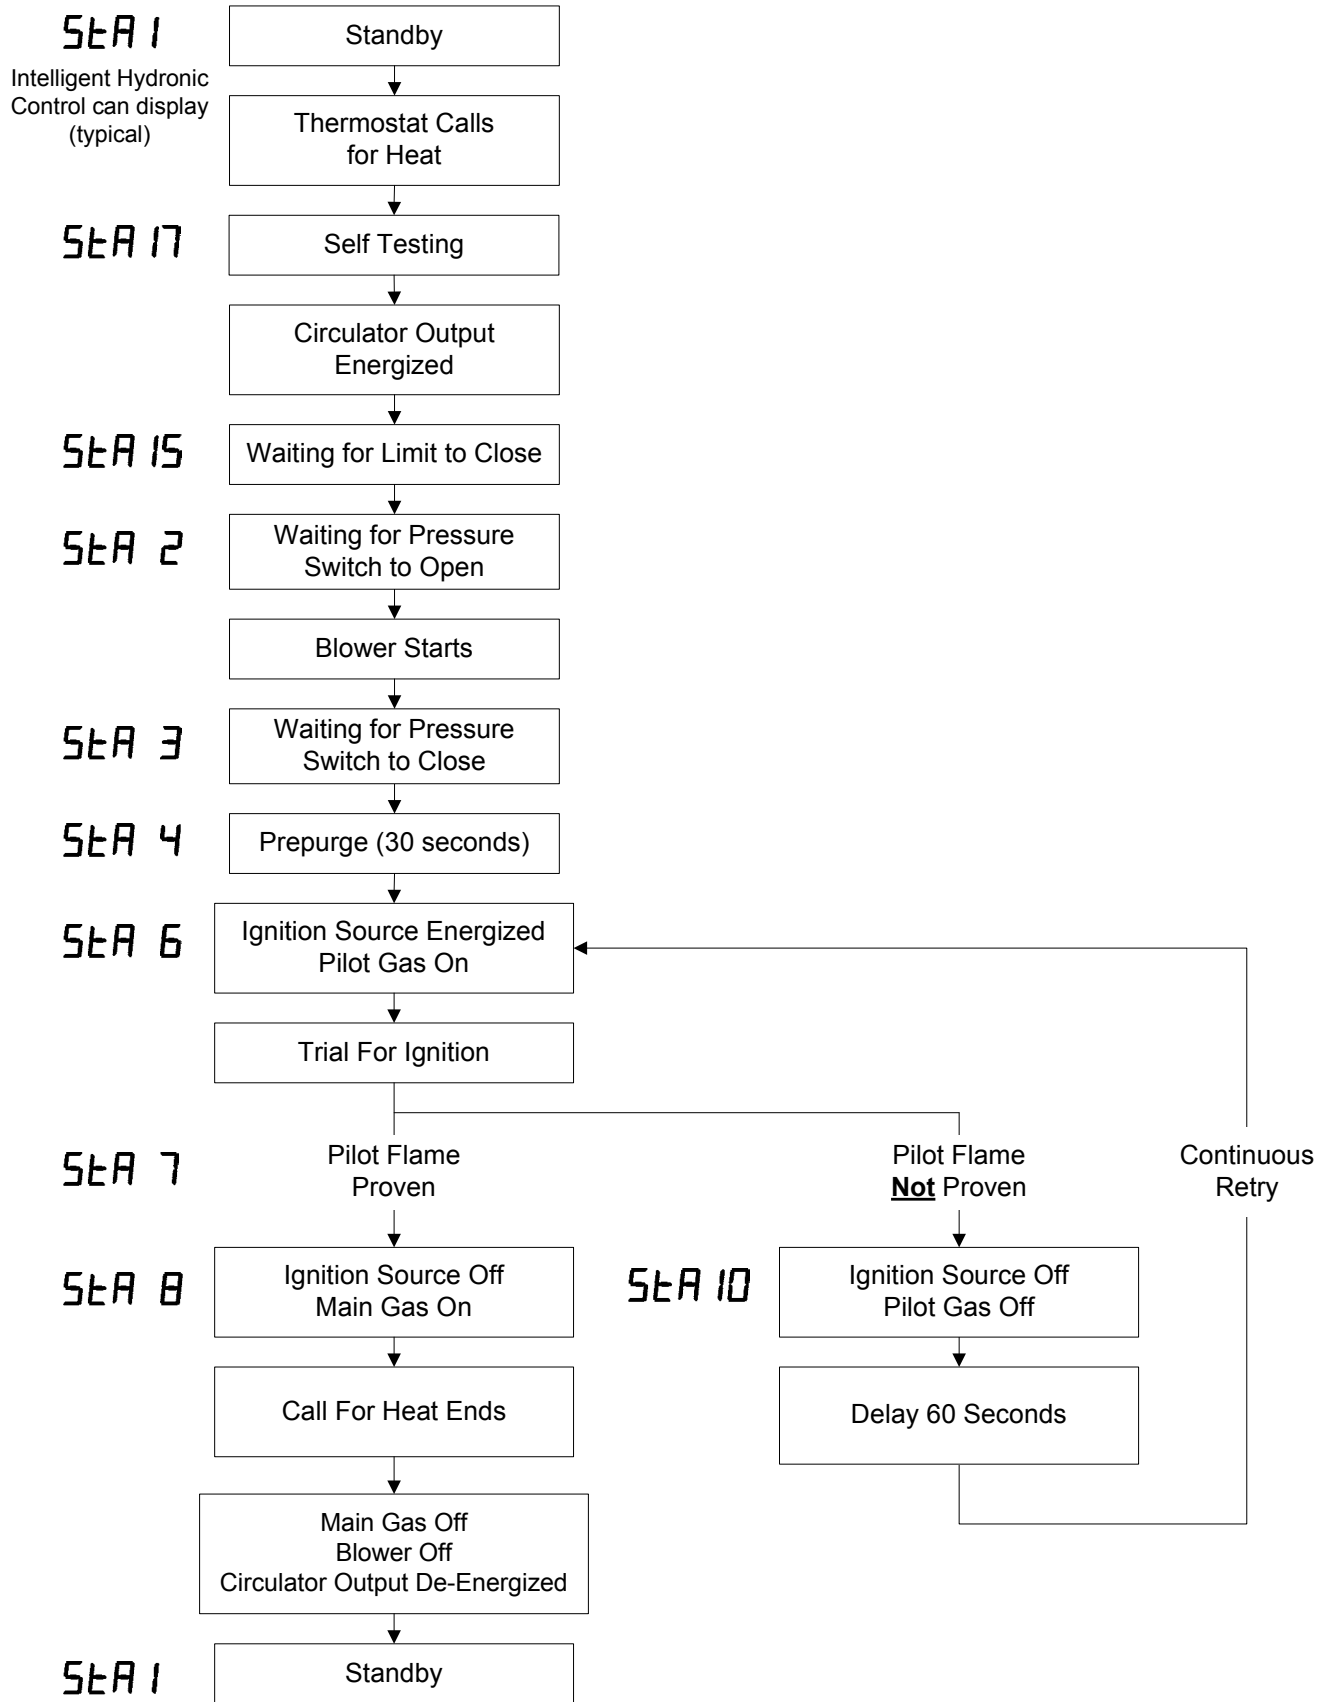 StA 1
Standby
Intelligent Hydronic
Control can display
(typical)
Thermostat Calls
for Heat
StA 17
Self Testing
Circulator Output
Energized
StA 15
Waiting for Limit to Close
StA 2
Waiting for Pressure
Switch to Open
Blower Starts
StA 3
Waiting for Pressure
Switch to Close
StA 4
Prepurge (30 seconds)
StA 6
Ignition Source Energized
Pilot Gas On
Trial For Ignition
StA 7
Pilot Flame
Proven
Pilot Flame
Not Proven
Continuous
Retry
StA 8
Ignition Source Off
Main Gas On
StA 10
Ignition Source Off
Pilot Gas Off
Call For Heat Ends
Delay 60 Seconds
Main Gas Off
Blower Off
Circulator Output De-Energized
StA 1
Standby